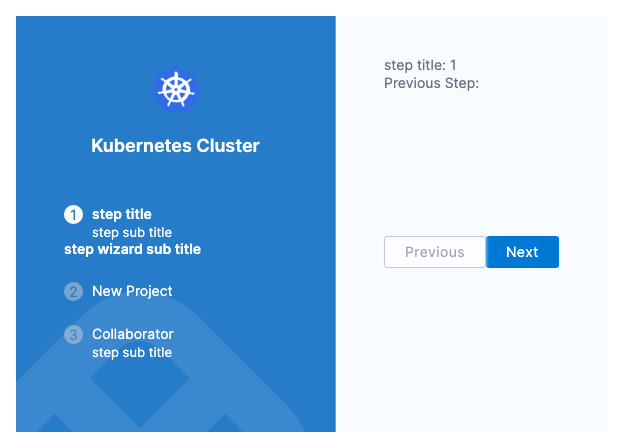 Kubernetes Cluster
1 step title
step sub title
step wizard sub title
2 New Project
3 Collaborator
step sub title
step title: 1
Previous Step:
Previous Next